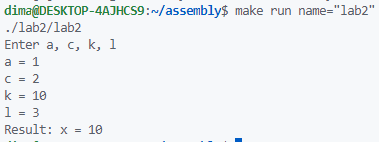 dima@DESKTOP-4AJHCS9:~/assembly$ make run name="lab2"
./lab2/lab2
Enter a, c, k, l
a = 1
c = 2
k = 10
l = 3
Result: x = 10